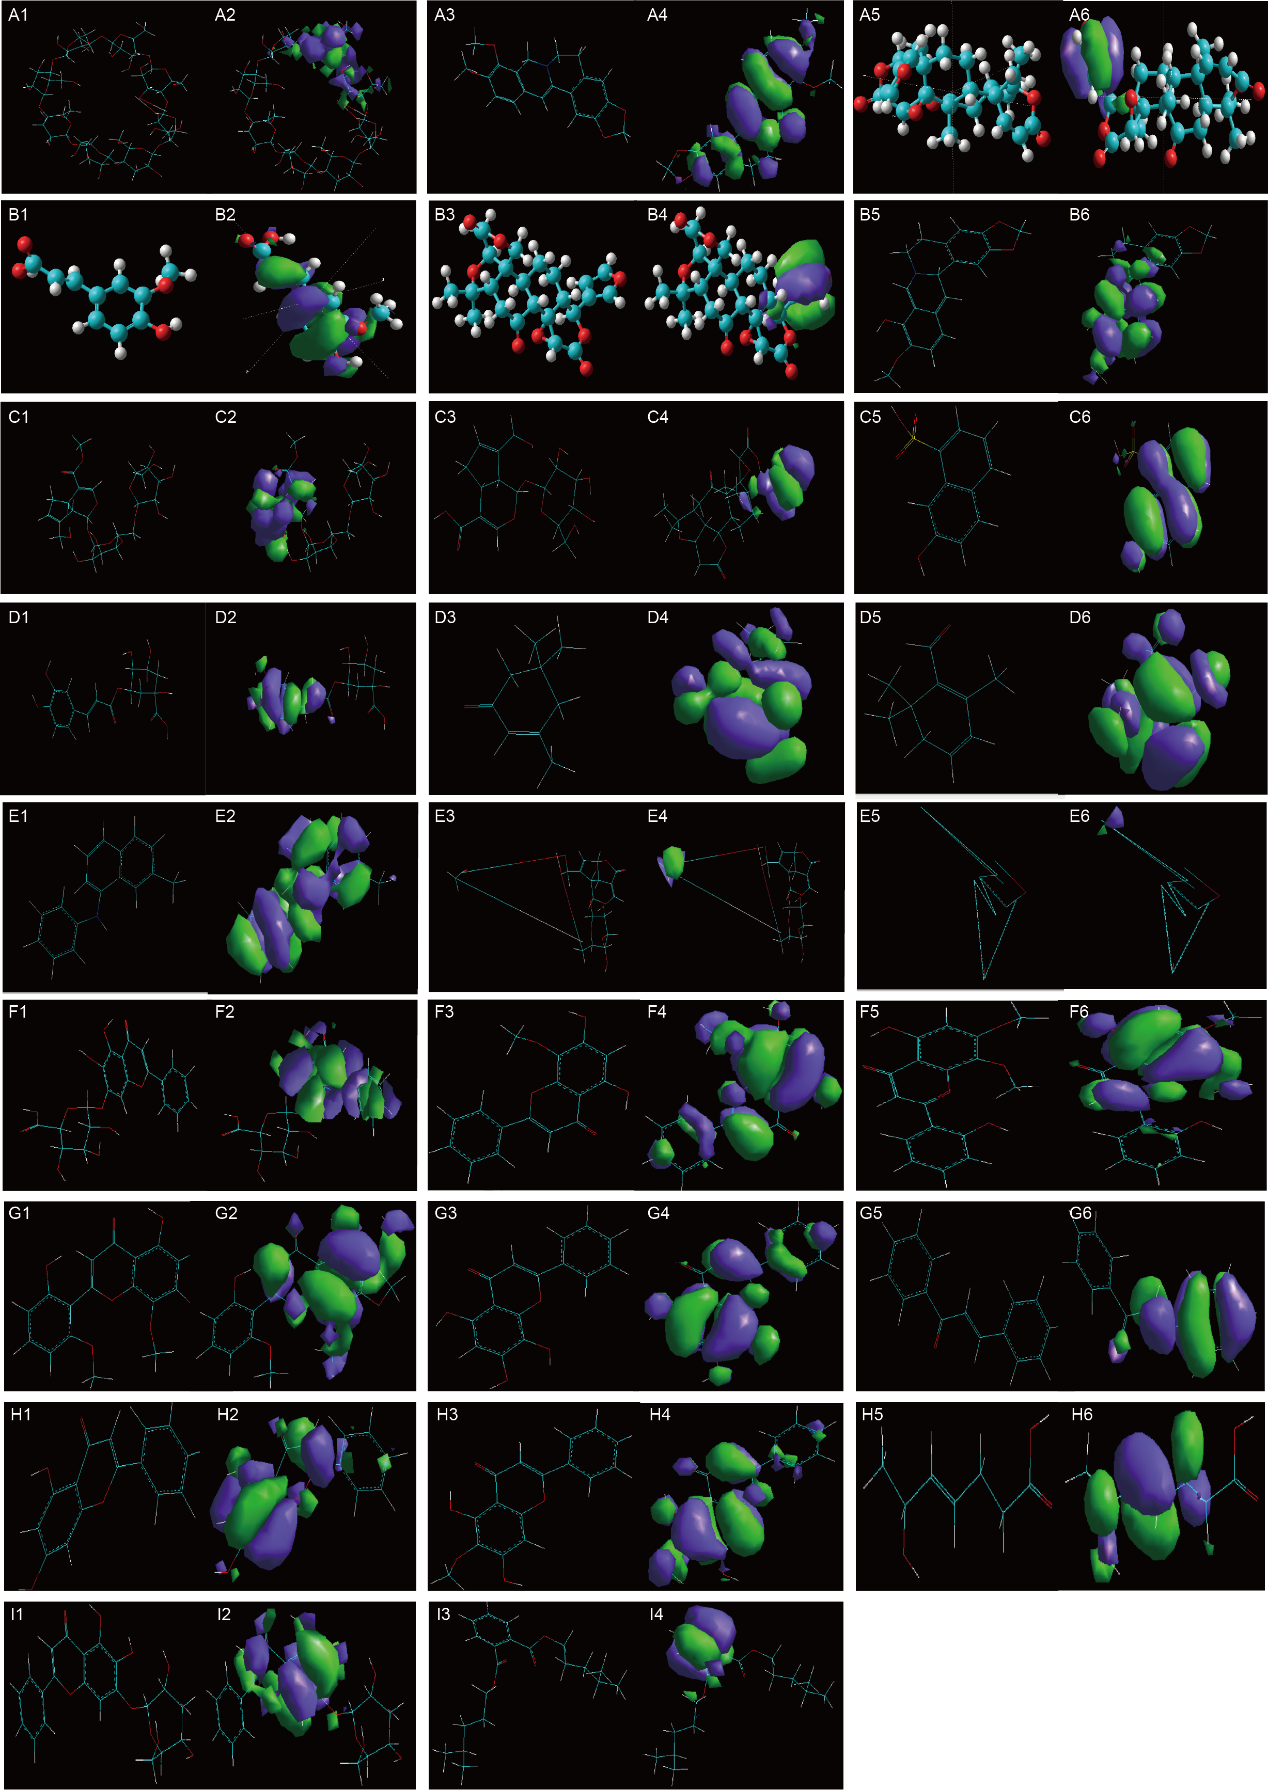 A1 A2 A3 A4 A5 A6
B1 B2 B3 B4 B5 B6
C1 C2 C3 C4 C5 C6
D1 D2 D3 D4 D5 D6
E1 E2 E3 E4 E5 E6
F1 F2 F3 F4 F5 F6
G1 G2 G3 G4 G5 G6
H1 H2 H3 H4 H5 H6
I1 I2 I3 I4